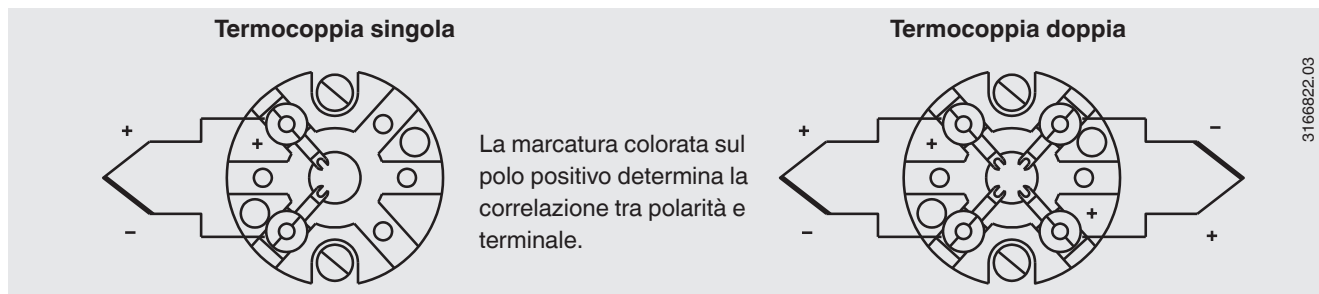 Termocoppia singola
Termocoppia doppia
+
+
−
La marcatura colorata sul
polo positivo determina la
correlazione tra polarità e
terminale.
+
+
−
−
+
+
3166822.03